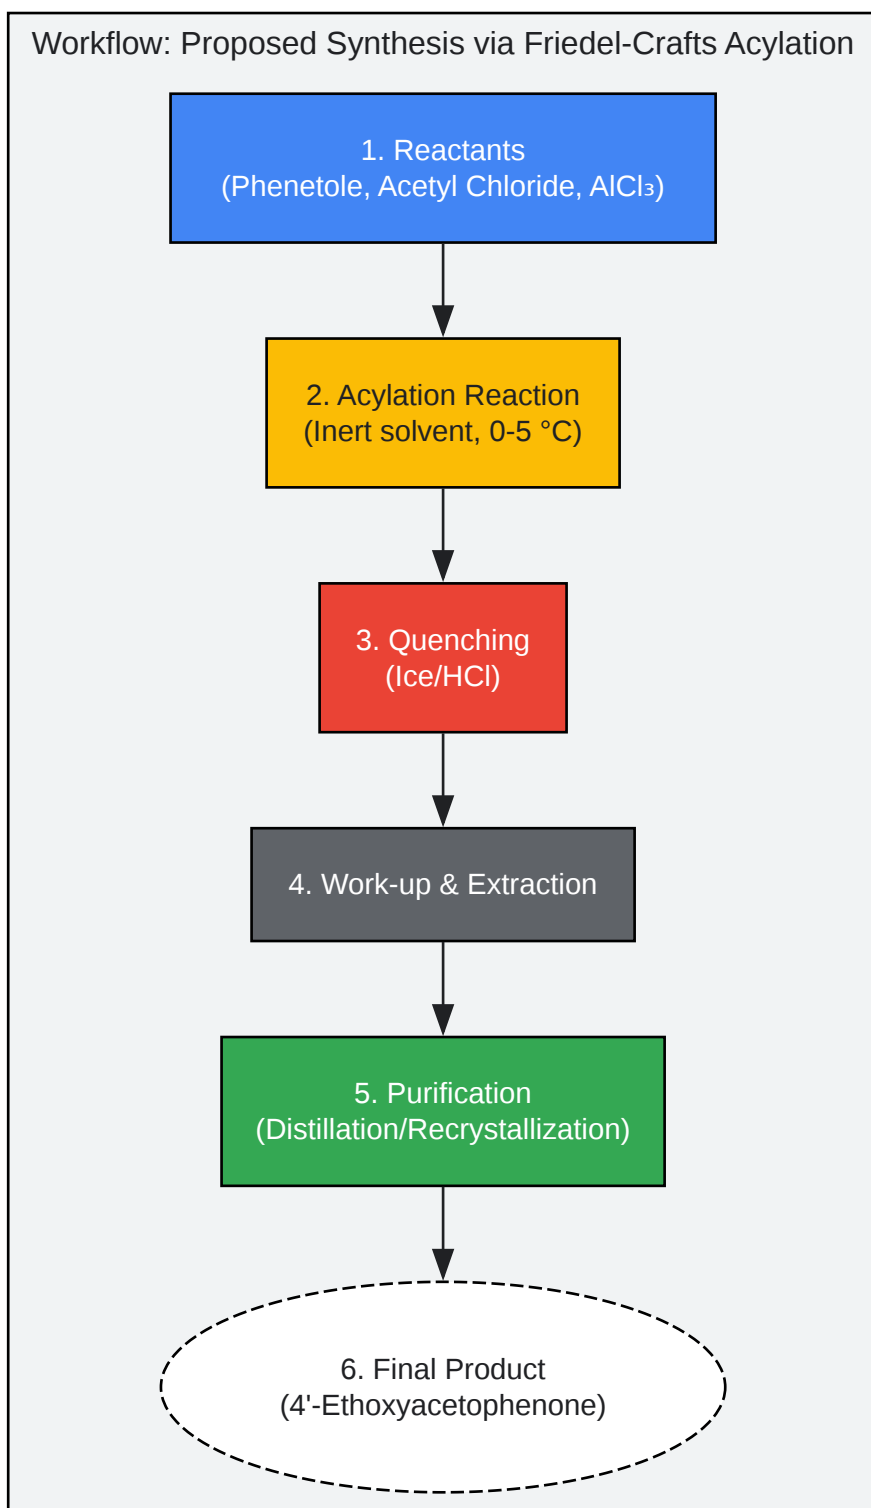 Workflow: Proposed Synthesis via Friedel-Crafts Acylation
1. Reactants
(Phenetole, Acetyl Chloride, AlCl₃)
2. Acylation Reaction
(Inert solvent, 0-5 °C)
3. Quenching
(Ice/HCl)
4. Work-up & Extraction
5. Purification
(Distillation/Recrystallization)
6. Final Product
(4'-Ethoxyacetophenone)